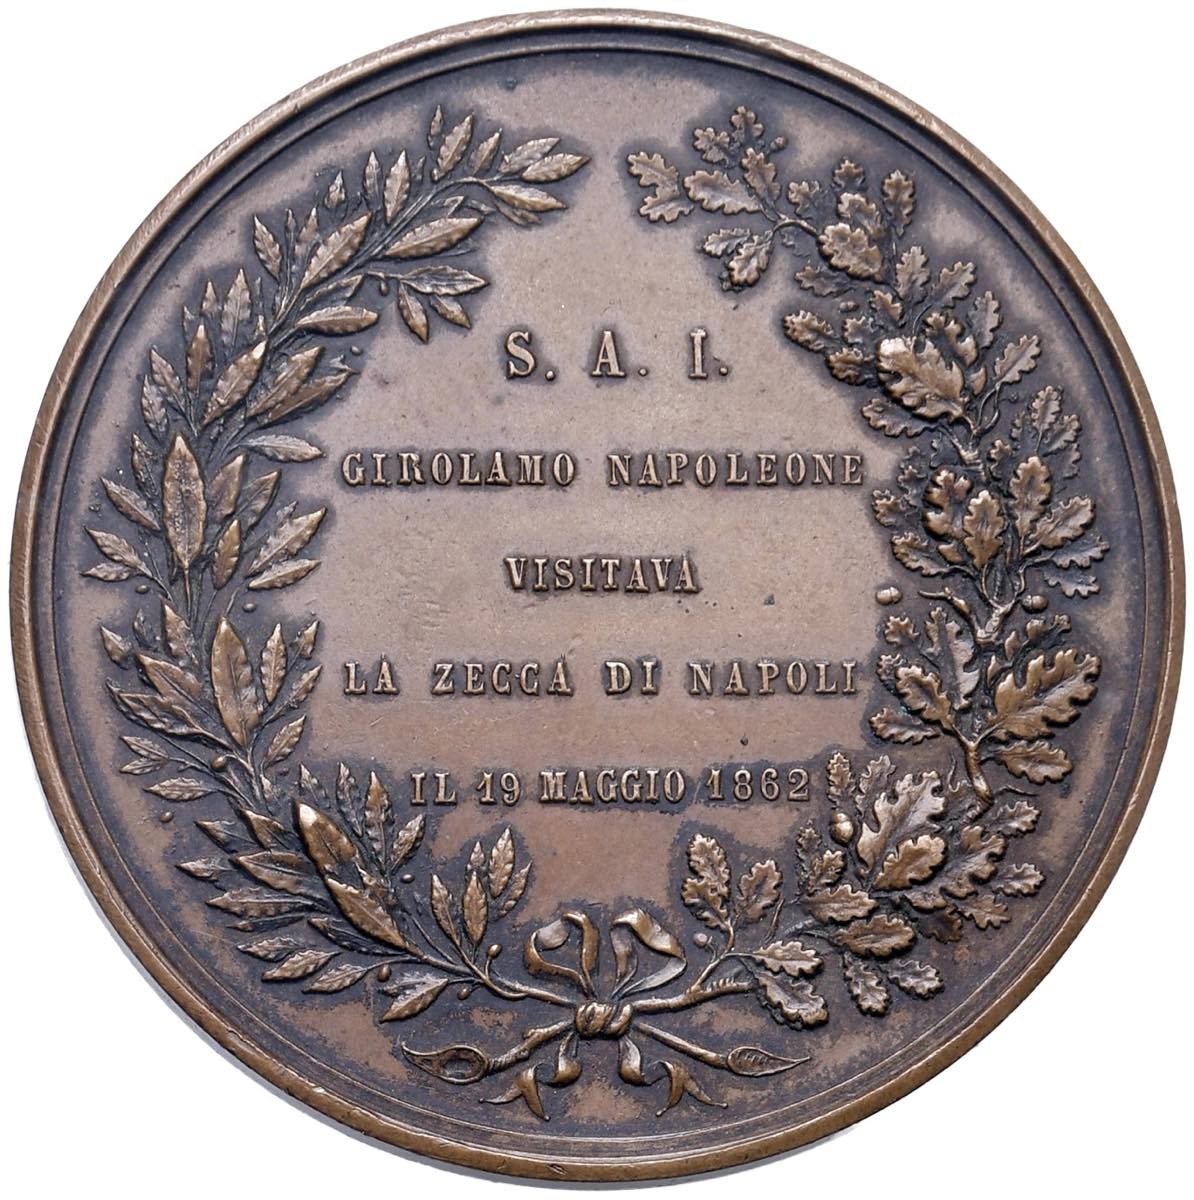 S. A. I.
GIROLAMO NAPOLEONE
VISITAVA
LA ZECCA DI NAPOLI
IL 19 MAGGIO 1862